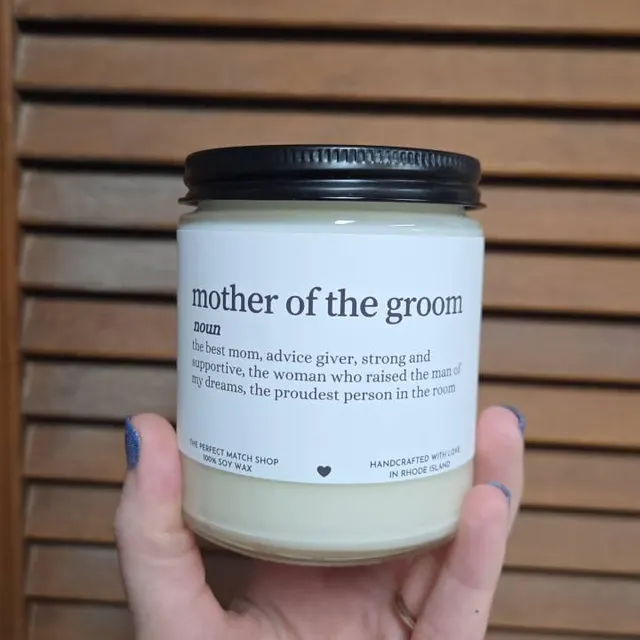 mother of the groom
noun
the best mom, advice giver, strong and
supportive, the woman who raised the man of
my dreams, the proudest person in the room
THE PERFECT MATCH SHOP
100% SOY WAX
HANDCRAFTED WITH LOVE
IN RHODE ISLAND